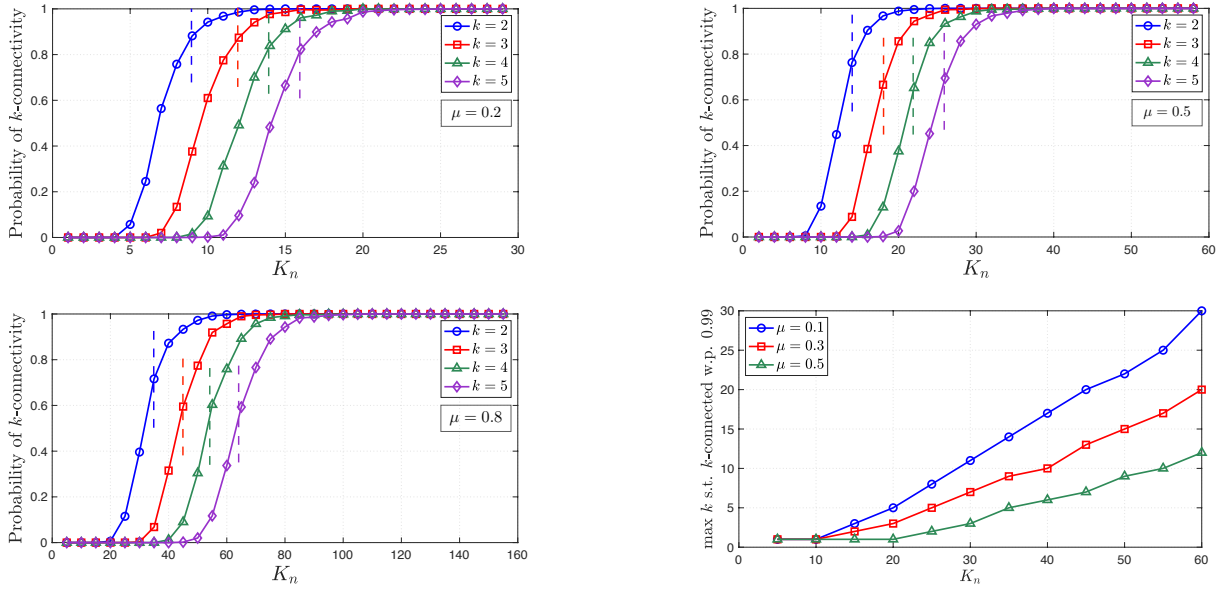 Probability of k-connectivity
1
0.8
0.6
0.4
0.2
0
0 5 10 15 20 25 30
K_n
k = 2
k = 3
k = 4
k = 5
μ = 0.2
Probability of k-connectivity
1
0.8
0.6
0.4
0.2
0
0 10 20 30 40 50 60
K_n
k = 2
k = 3
k = 4
k = 5
μ = 0.5
Probability of k-connectivity
1
0.8
0.6
0.4
0.2
0
0 20 40 60 80 100 120 140 160
K_n
k = 2
k = 3
k = 4
k = 5
μ = 0.8
max k s.t. k-connected w.p. 0.99
30
25
20
15
10
5
0
0 10 20 30 40 50 60
K_n
μ = 0.1
μ = 0.3
μ = 0.5